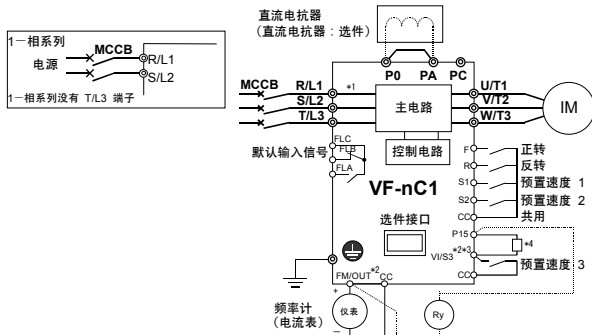 直流电抗器
（直流电抗器：选件）
1－相系列
MCCB
电源
R/L1
S/L2
1－相系列没有 T/L3 端子
P0
PA
PC
MCCB
R/L1
*1
S/L2
T/L3
主电路
控制电路
U/T1
V/T2
W/T3
IM
默认输入信号
FLC
FLB
FLA
VF-nC1
F
正转
R
反转
S1
预置速度 1
S2
预置速度 2
CC
共用
选件接口
P15
*4
VI/S3
*2*3
预置速度 3
CC
FM/OUT
*2
CC
+
频率计
（电流表）
仪表
−
Ry